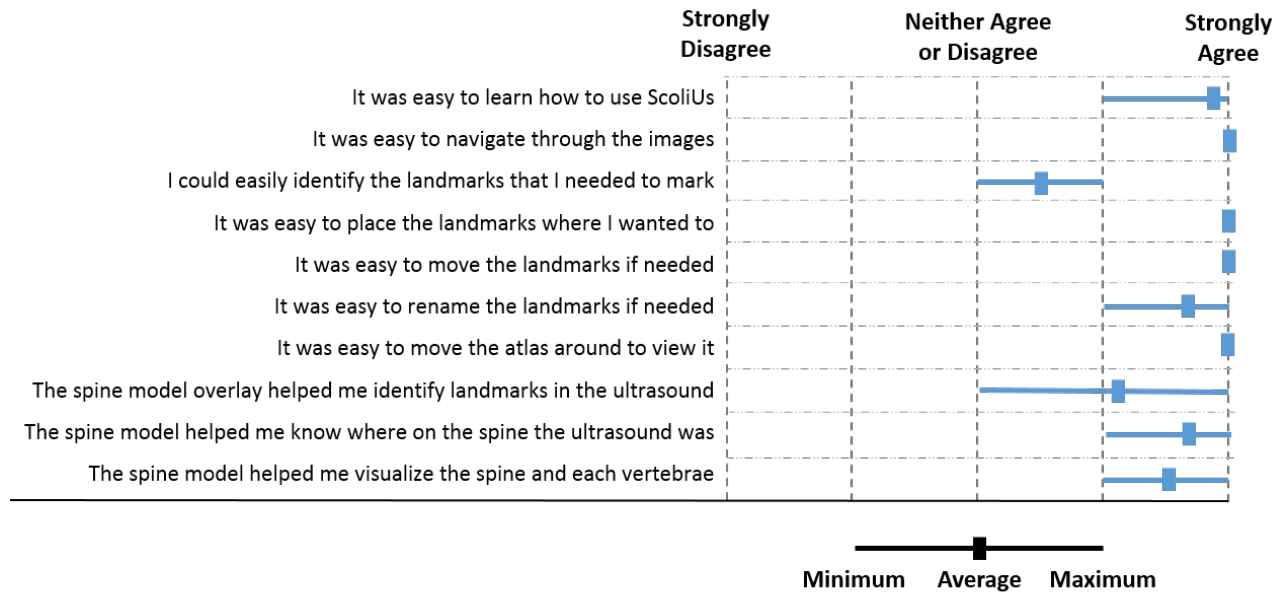 Strongly
Disagree
Neither Agree
or Disagree
Strongly
Agree
It was easy to learn how to use ScoliUs
It was easy to navigate through the images
I could easily identify the landmarks that I needed to mark
It was easy to place the landmarks where I wanted to
It was easy to move the landmarks if needed
It was easy to rename the landmarks if needed
It was easy to move the atlas around to view it
The spine model overlay helped me identify landmarks in the ultrasound
The spine model helped me know where on the spine the ultrasound was
The spine model helped me visualize the spine and each vertebrae
Minimum Average Maximum